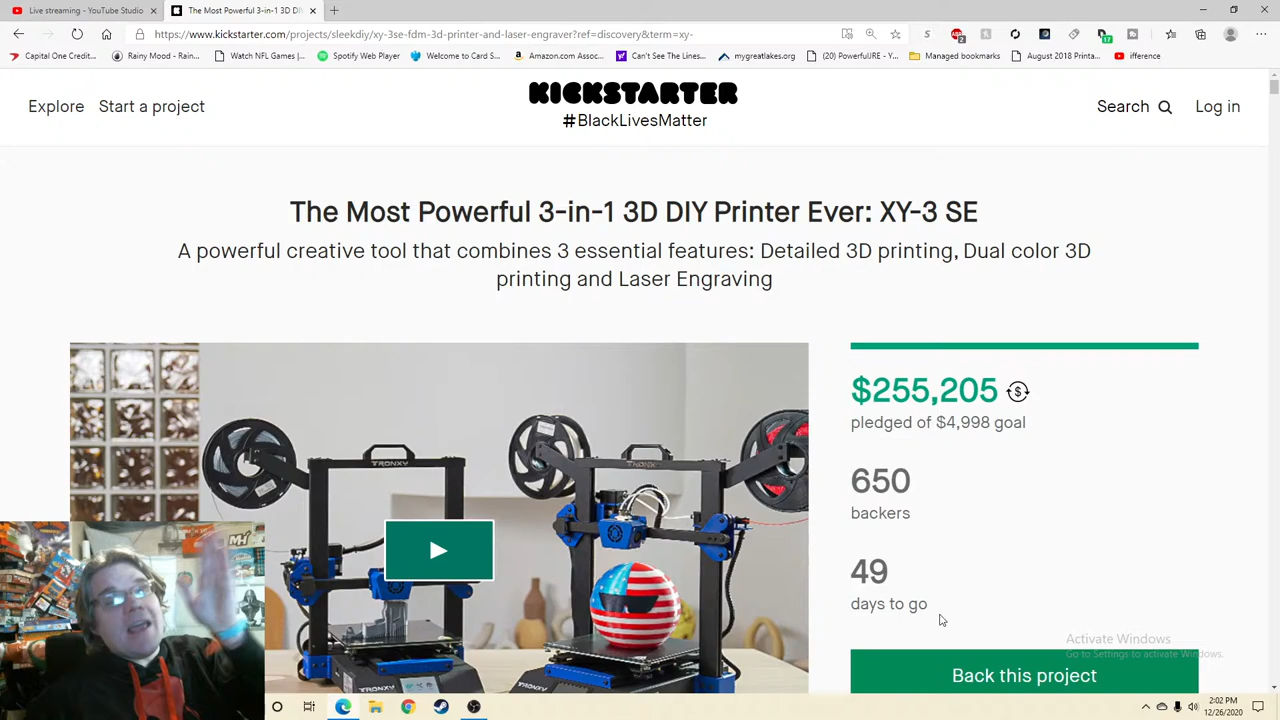 Live streaming - YouTube Studio
The Most Powerful 3-in-1 3D DI
https://www.kickstarter.com/projects/sleekdiy/xy-3se-fdm-3d-printer-and-laser-engraver?ref=discovery&term=xy-
Capital One Credit...
Rainy Mood - Rain...
Watch NFL Games |...
Spotify Web Player
Welcome to Card S...
Amazon.com Assoc...
Can't See The Lines...
mygreatlakes.org
(20) PowerfulJRE - Y...
Managed bookmarks
August 2018 Printa...
ifference
Explore
Start a project
KICKSTARTER
#BlackLivesMatter
Search
Log in
The Most Powerful 3-in-1 3D DIY Printer Ever: XY-3 SE
A powerful creative tool that combines 3 essential features: Detailed 3D printing, Dual color 3D
printing and Laser Engraving
$255,205
pledged of $4,998 goal
650
backers
49
days to go
Activate Windows
Go to Settings to activate Windows.
Back this project
TRONXY
TRONXY
TRONXY
2:02 PM
12/26/2020